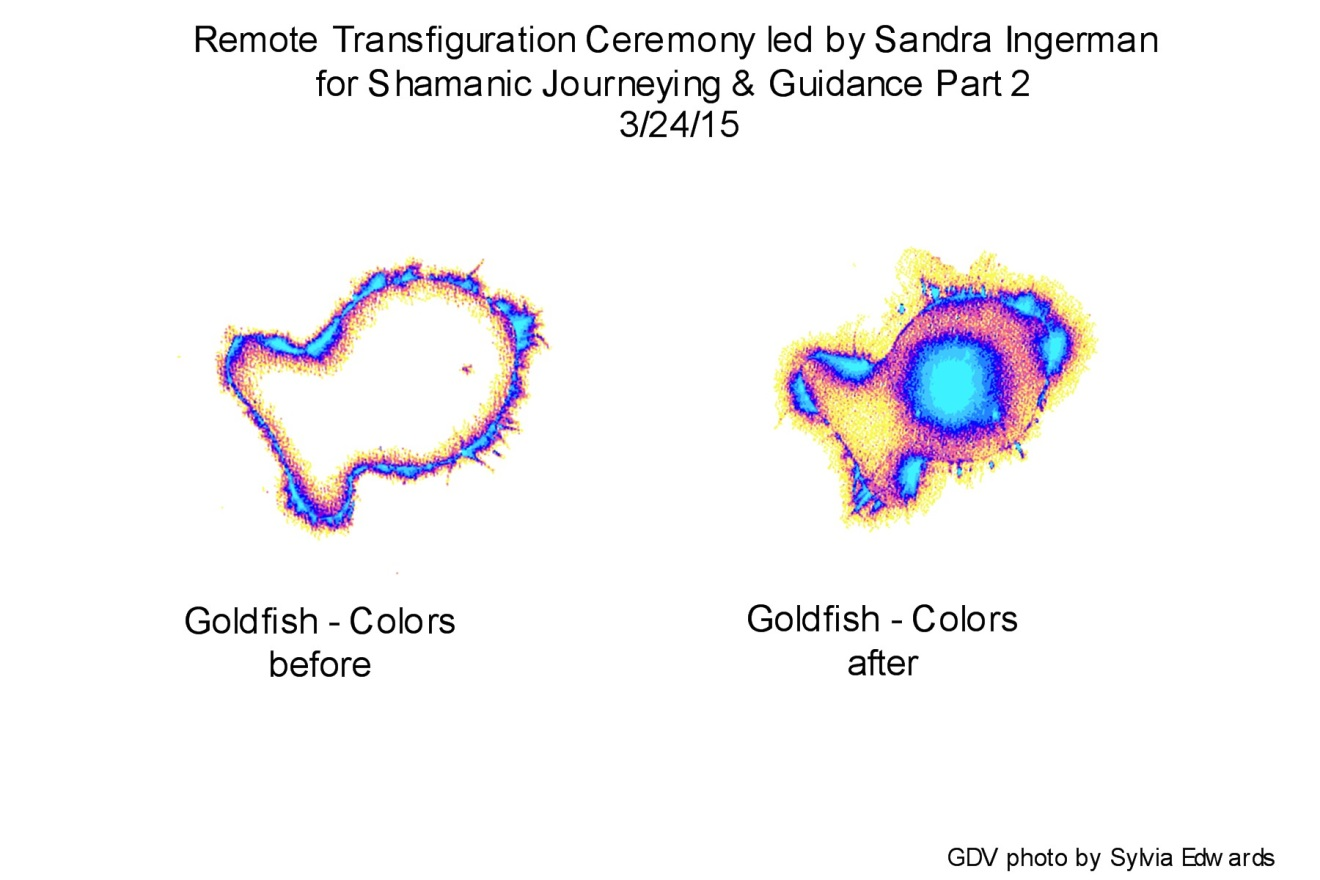 Remote Transfiguration Ceremony led by Sandra Ingerman
for Shamanic Journeying & Guidance Part 2
3/24/15
Goldfish - Colors
before
Goldfish - Colors
after
GDV photo by Sylvia Edwards